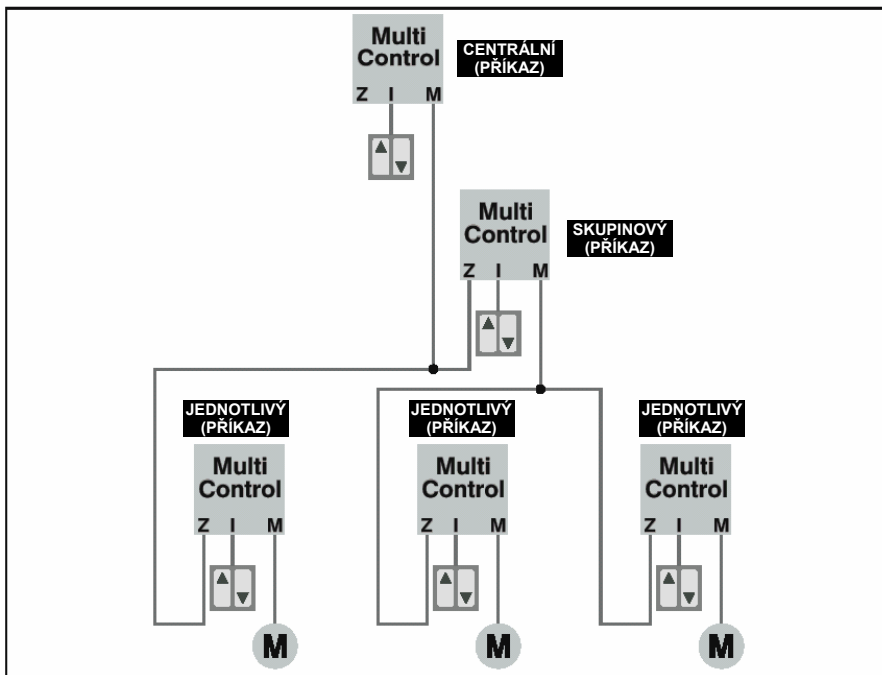 Multi
Control
CENTRÁLNÍ
(PŘÍKAZ)
Z I M
Multi
Control
SKUPINOVÝ
(PŘÍKAZ)
Z I M
JEDNOTLIVÝ
(PŘÍKAZ)
JEDNOTLIVÝ
(PŘÍKAZ)
JEDNOTLIVÝ
(PŘÍKAZ)
Multi
Control
Multi
Control
Multi
Control
Z I M
Z I M
Z I M
M
M
M